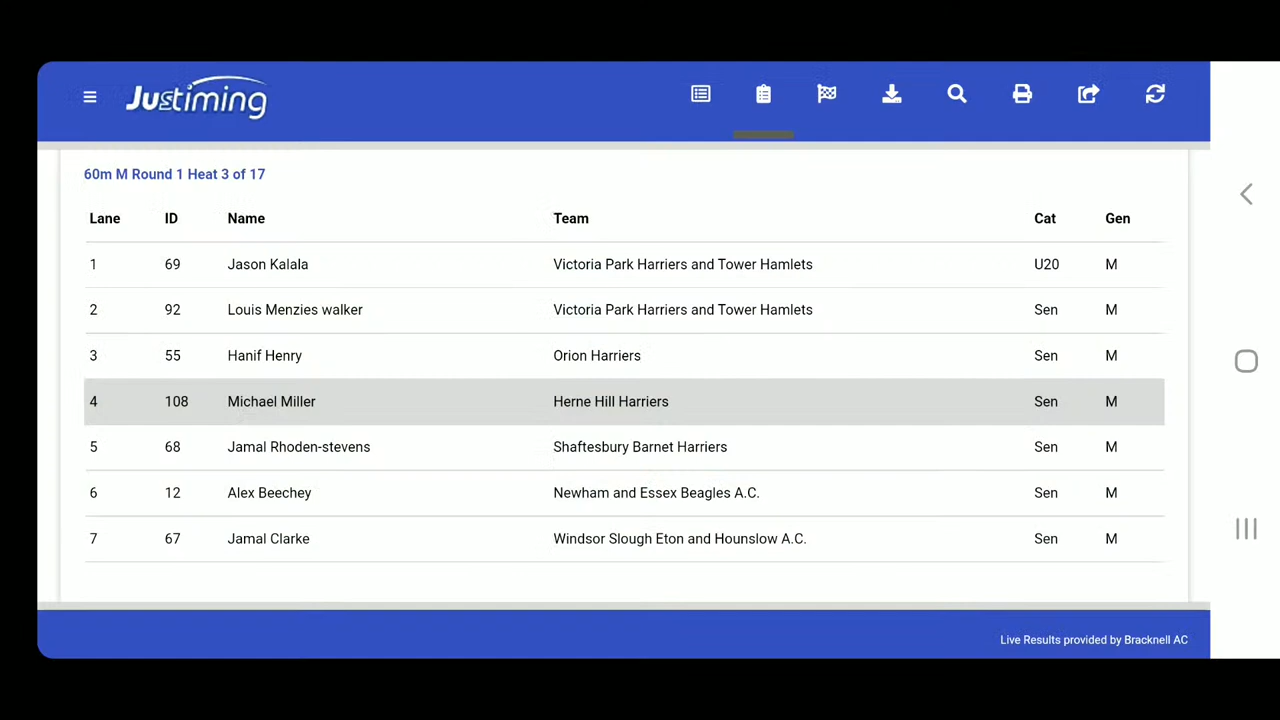 Justiming
60m M Round 1 Heat 3 of 17
Lane ID Name Team Cat Gen
1 69 Jason Kalala Victoria Park Harriers and Tower Hamlets U20 M
2 92 Louis Menzies walker Victoria Park Harriers and Tower Hamlets Sen M
3 55 Hanif Henry Orion Harriers Sen M
4 108 Michael Miller Herne Hill Harriers Sen M
5 68 Jamal Rhoden-stevens Shaftesbury Barnet Harriers Sen M
6 12 Alex Beechey Newham and Essex Beagles A.C. Sen M
7 67 Jamal Clarke Windsor Slough Eton and Hounslow A.C. Sen M
Live Results provided by Bracknell AC